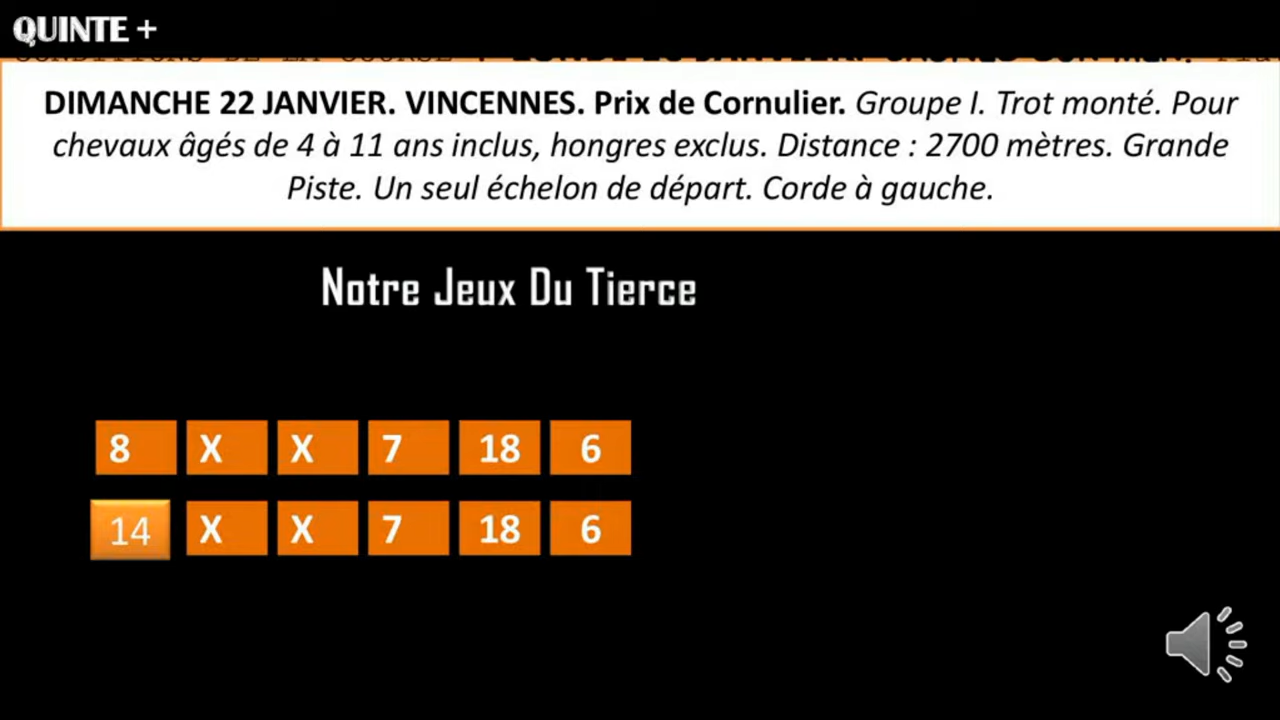 QUINTE +
DIMANCHE 22 JANVIER. VINCENNES. Prix de Cornulier. Groupe I. Trot monté. Pour
chevaux âgés de 4 à 11 ans inclus, hongres exclus. Distance : 2700 mètres. Grande
Piste. Un seul échelon de départ. Corde à gauche.
Notre Jeux Du Tierce
8 X X 7 18 6
14 X X 7 18 6